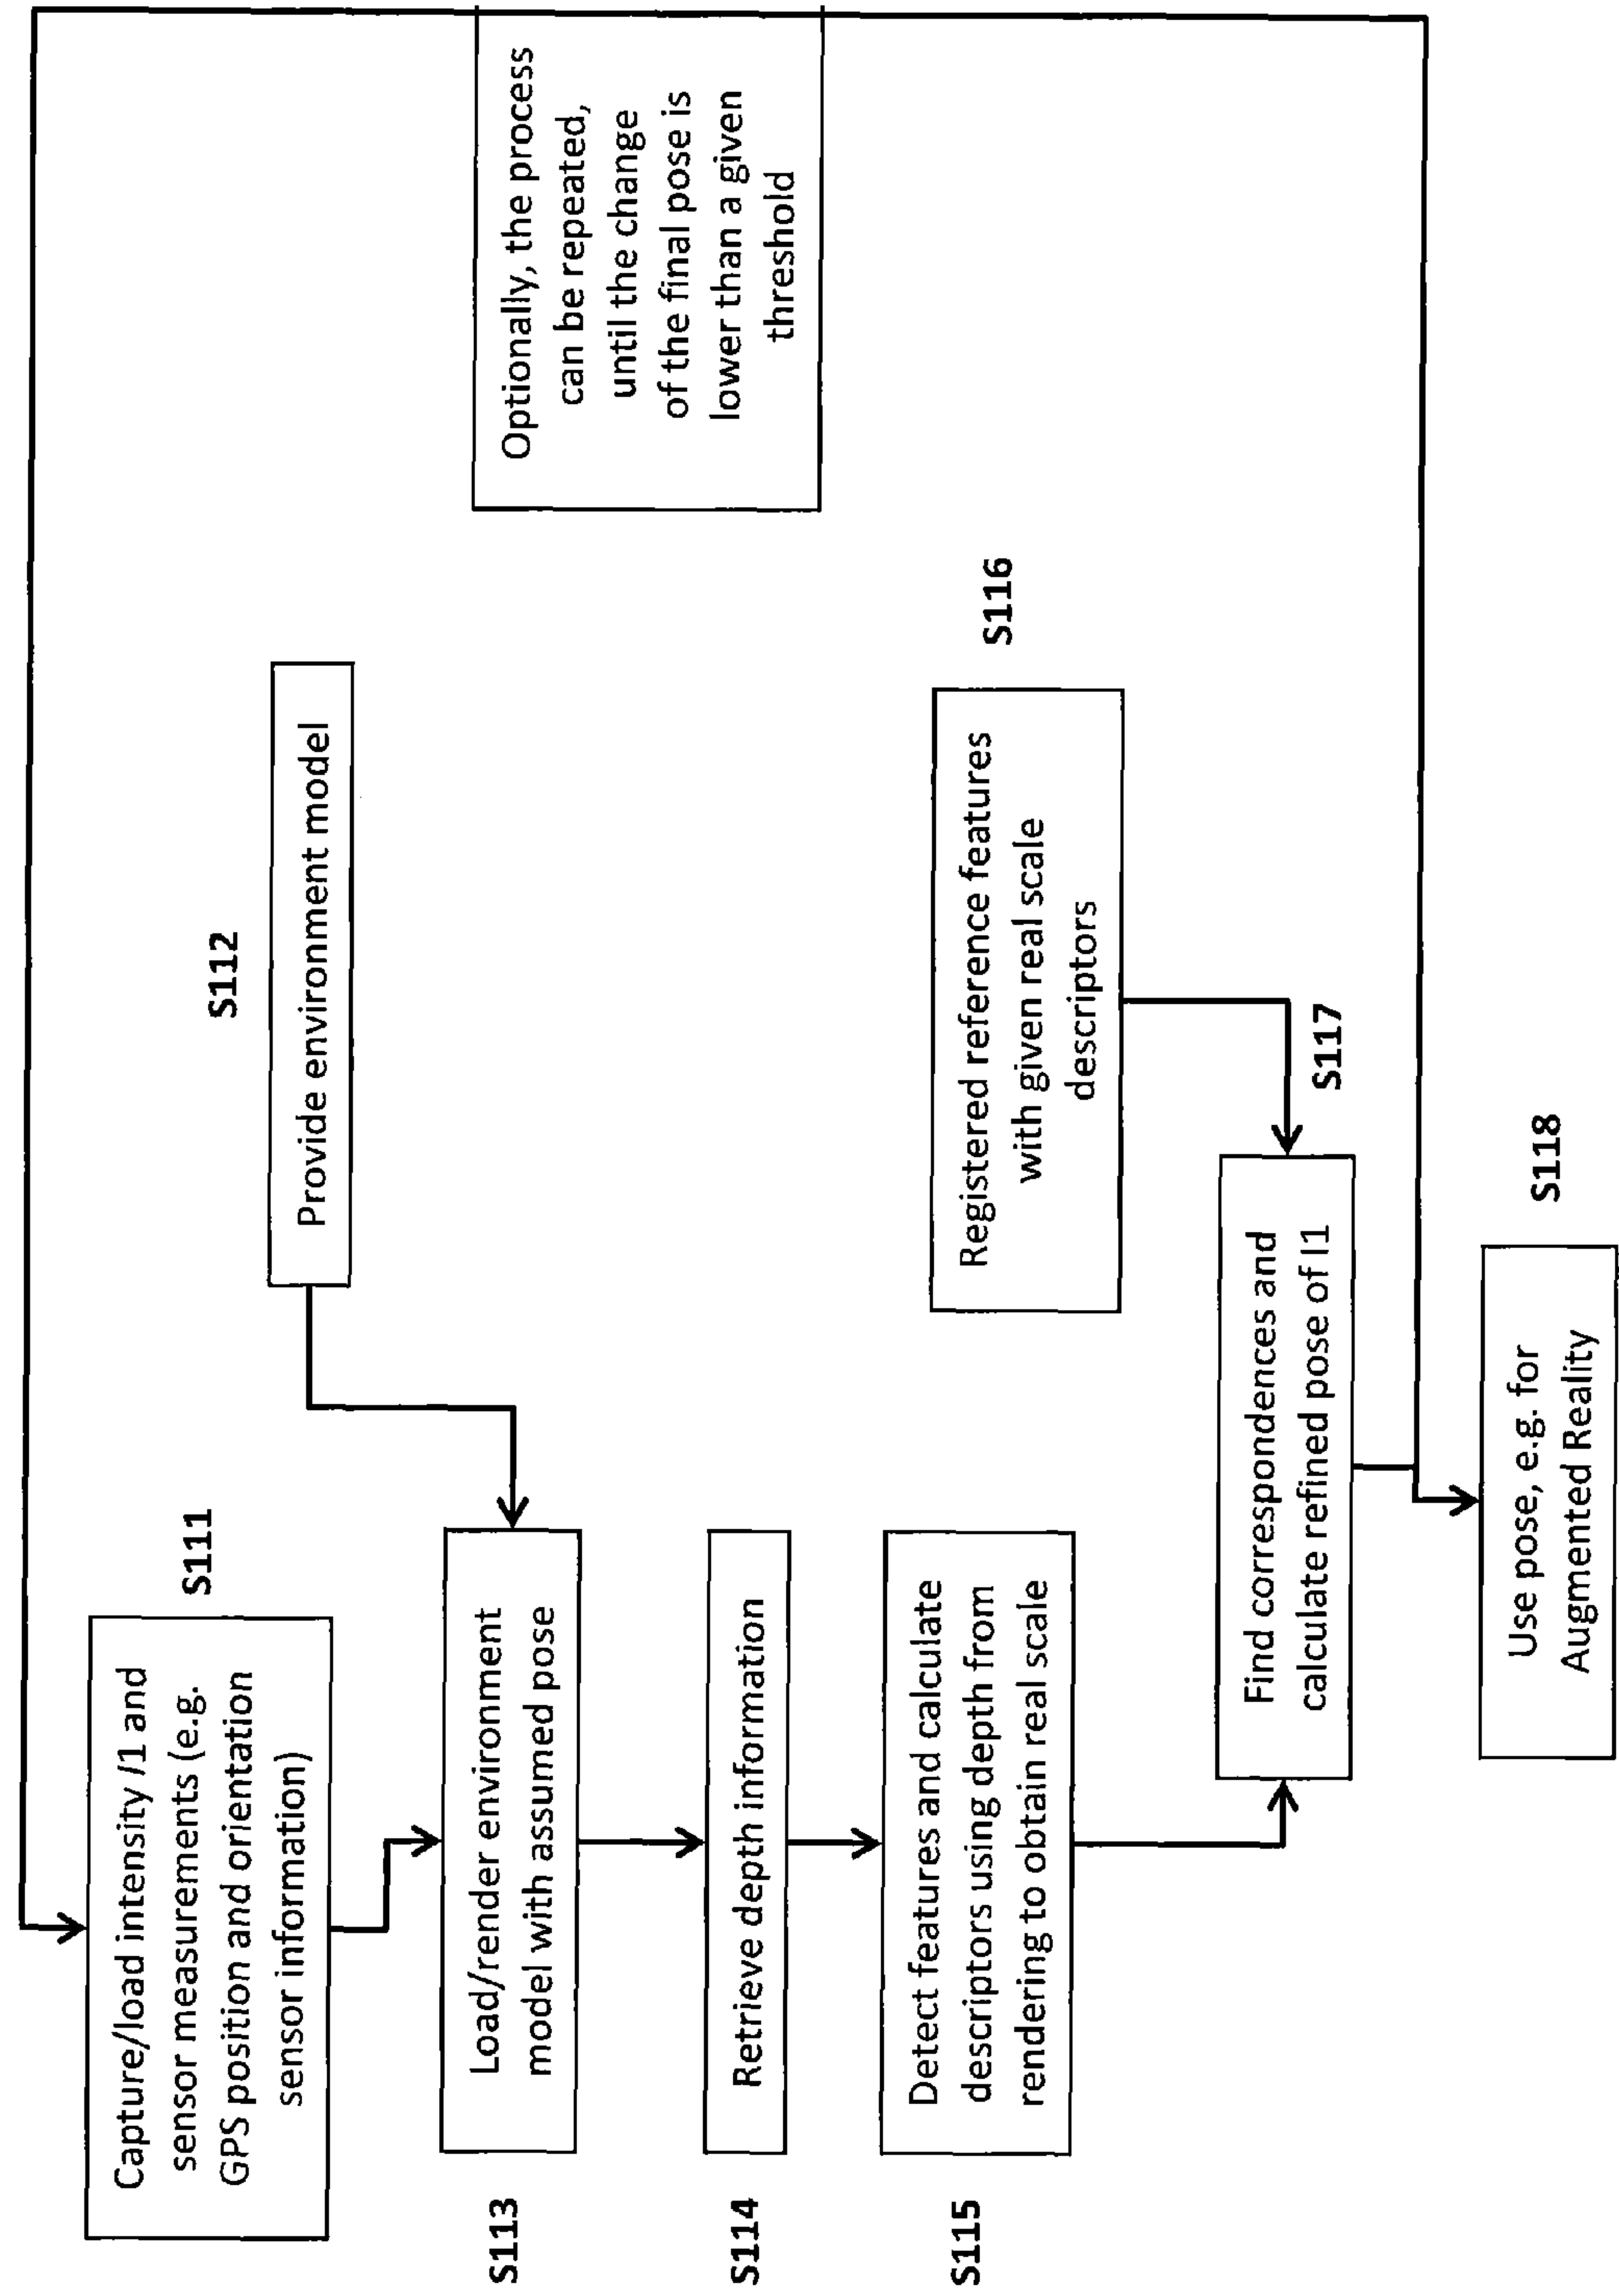 S111
Capture/load intensity I1 and
sensor measurements (e.g.
GPS position and orientation
sensor information)
S112
Provide environment model
S113
Load/render environment
model with assumed pose
Optionally, the process
can be repeated,
until the change
of the final pose is
lower than a given
threshold
S114
Retrieve depth information
S115
Detect features and calculate
descriptors using depth from
rendering to obtain real scale
S116
Registered reference features
with given real scale
descriptors
S117
Find correspondences and
calculate refined pose of I1
S118
Use pose, e.g. for
Augmented Reality